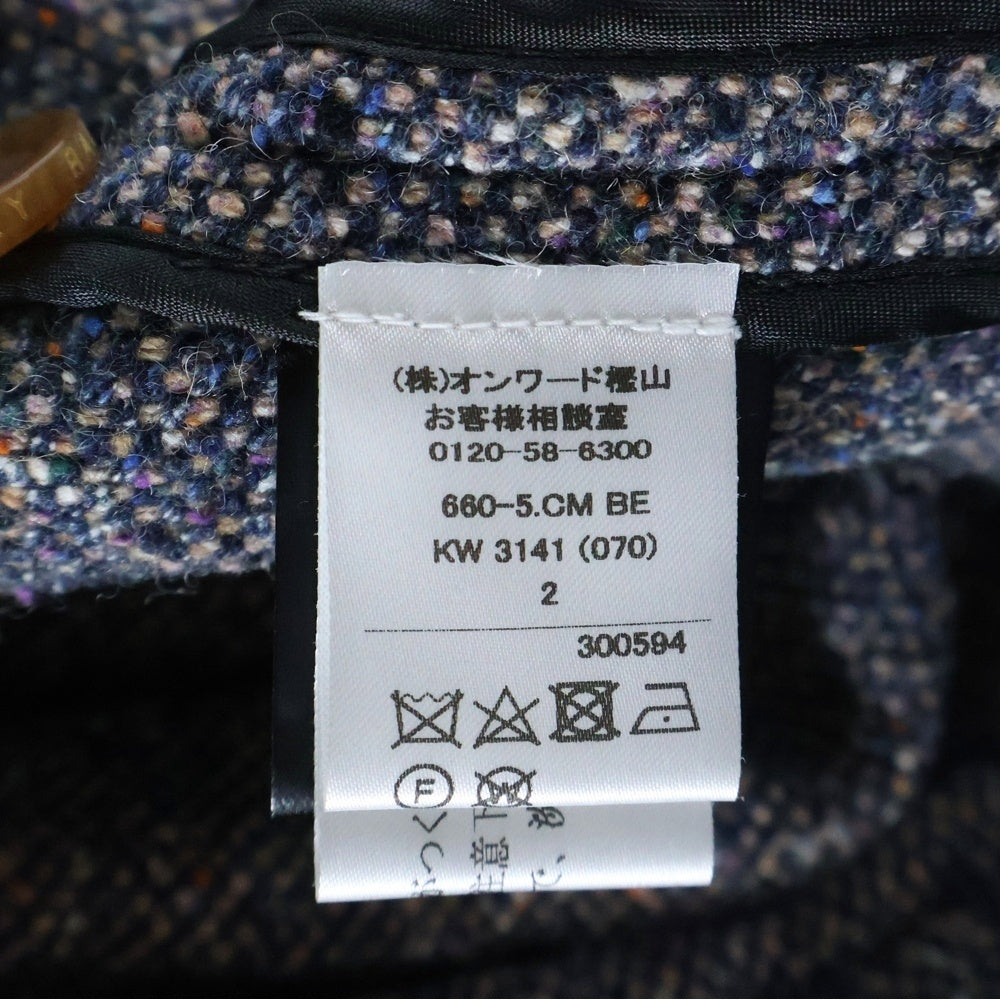 (株)オンワード樫山
お客様相談室
0120-58-6300
660-5.CM BE
KW 3141 (070)
2
300594
F
W